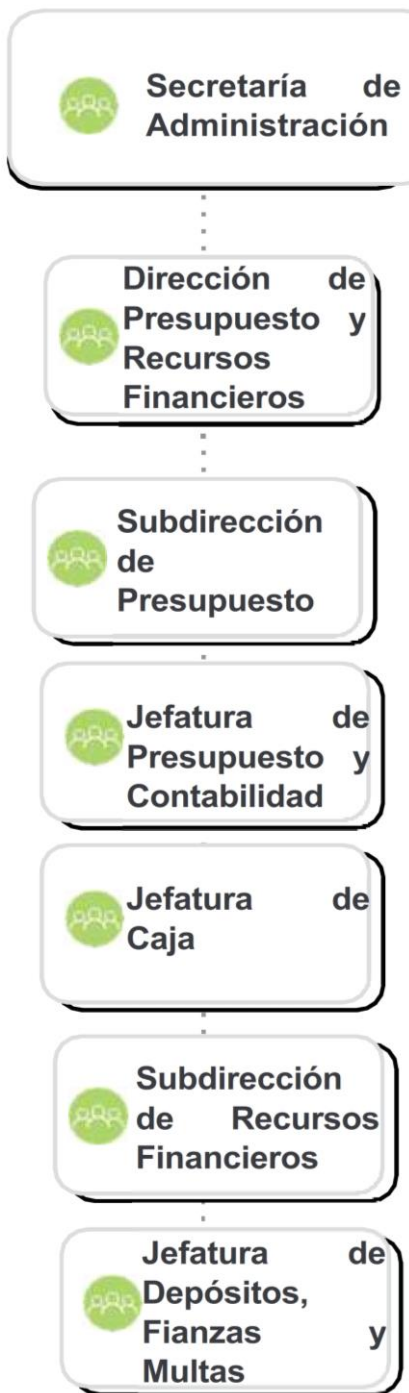 Secretaría de
Administración
Dirección de
Presupuesto y
Recursos
Financieros
Subdirección
de
Presupuesto
Jefatura de
Presupuesto y
Contabilidad
Jefatura de
Caja
Subdirección
de Recursos
Financieros
Jefatura de
Depósitos,
Fianzas y
Multas